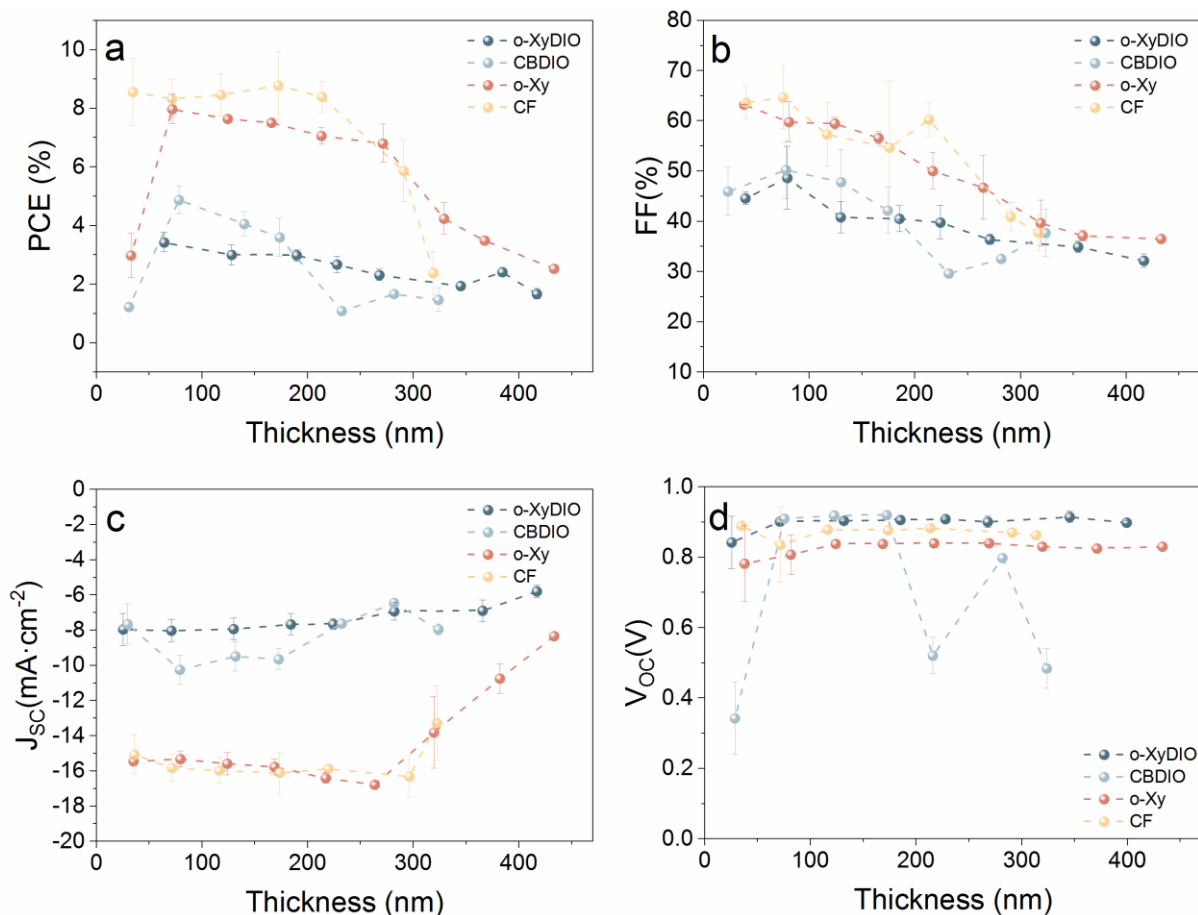 a
o-XyDIO
CBDIO
o-Xy
CF
PCE (%)
10
8
6
4
2
0
0
100
200
300
400
Thickness (nm)
b
o-XyDIO
CBDIO
o-Xy
CF
FF(%)
80
70
60
50
40
30
20
10
0
100
200
300
400
Thickness (nm)
c
o-XyDIO
CBDIO
o-Xy
CF
JSC(mA·cm-2)
0
-2
-4
-6
-8
-10
-12
-14
-16
-18
-20
0
100
200
300
400
Thickness (nm)
d
o-XyDIO
CBDIO
o-Xy
CF
VOC(V)
1.0
0.8
0.6
0.4
0.2
0.0
0
100
200
300
400
Thickness (nm)